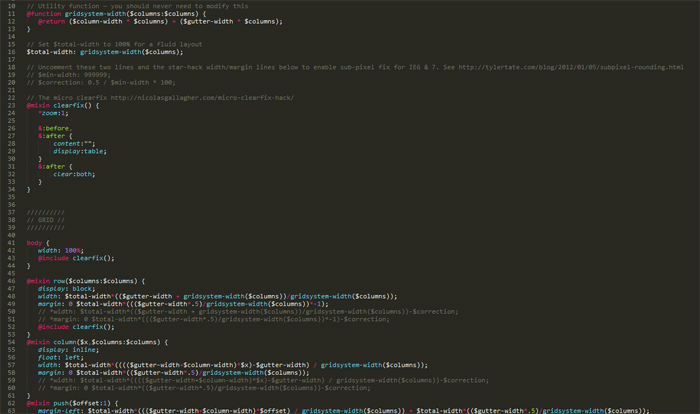 10 // Utility function — you should never need to modify this
11 @function gridsystem-width($columns:$columns) {
12 @return ($column-width * $columns) + ($gutter-width * $columns);
13 }
14
15 // Set $total-width to 100% for a fluid layout
16 $total-width: gridsystem-width($columns);
17
18 // Uncomment these two lines and the star-hack width/margin lines below to enable sub-pixel fix for IE6 & 7. See http://tylertate.com/blog/2012/01/05/subpixel-rounding.html
19 // $min-width: 999999;
20 // $correction: 0.5 / $min-width * 100;
21
22 // The micro clearfix http://nicolasgallagher.com/micro-clearfix-hack/
23 @mixin clearfix() {
24 *zoom:1;
25
26 &:before,
27 &:after {
28 content:"";
29 display:table;
30 }
31 &:after {
32 clear:both;
33 }
34 }
35
36
37 //////////
38 // GRID //
39 //////////
40
41 body {
42 width: 100%;
43 @include clearfix();
44 }
45
46 @mixin row($columns:$columns) {
47 display: block;
48 width: $total-width*(($gutter-width + gridsystem-width($columns))/gridsystem-width($columns));
49 margin: 0 $total-width*((($gutter-width*.5)/gridsystem-width($columns))*-1);
50 // *width: $total-width*(($gutter-width + gridsystem-width($columns))/gridsystem-width($columns))-$correction;
51 // *margin: 0 $total-width*((($gutter-width*.5)/gridsystem-width($columns))*-1)-$correction;
52 @include clearfix();
53 }
54 @mixin column($x,$columns:$columns) {
55 display: inline;
56 float: left;
57 width: $total-width*(((($gutter-width+$column-width)*$x)-$gutter-width) / gridsystem-width($columns));
58 margin: 0 $total-width*(($gutter-width*.5)/gridsystem-width($columns));
59 // *width: $total-width*(((($gutter-width+$column-width)*$x)-$gutter-width) / gridsystem-width($columns))-$correction;
60 // *margin: 0 $total-width*(($gutter-width*.5)/gridsystem-width($columns))-$correction;
61 }
62 @mixin push($offset:1) {
63 margin-left: $total-width*((($gutter-width+$column-width)*$offset) / gridsystem-width($columns)) + $total-width*(($gutter-width*.5)/gridsystem-width($columns));